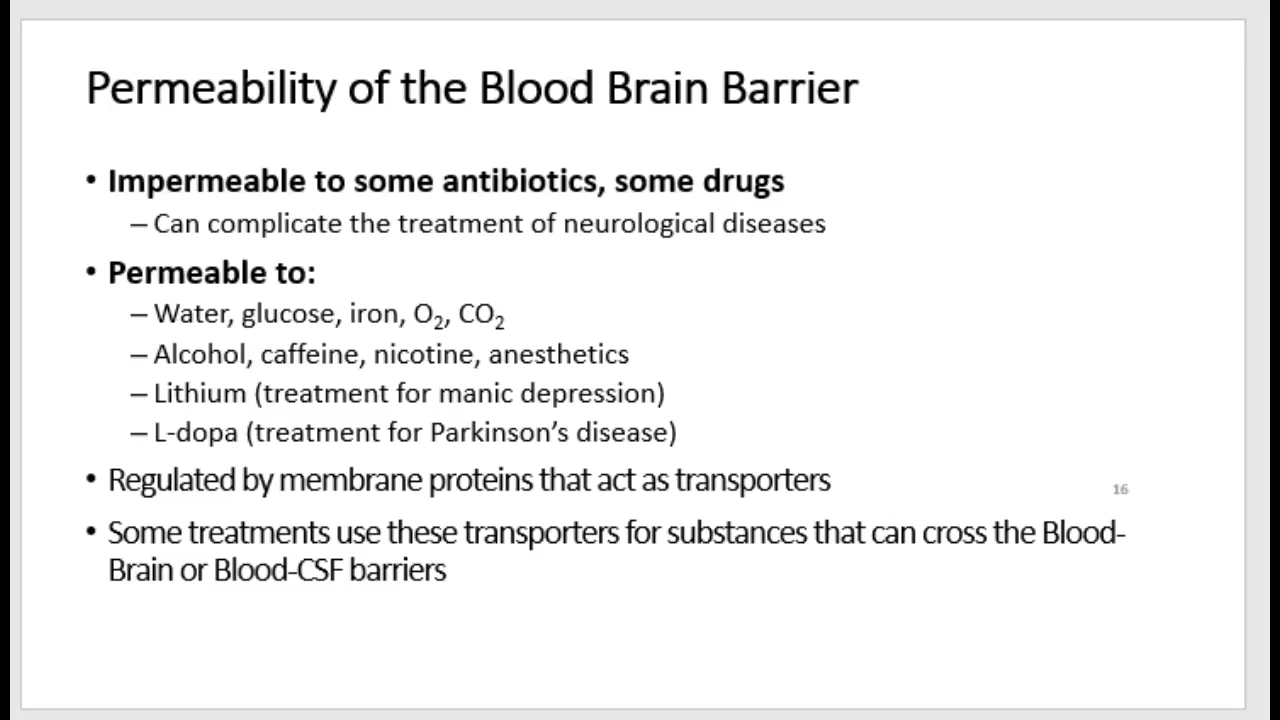 Permeability of the Blood Brain Barrier
• Impermeable to some antibiotics, some drugs
– Can complicate the treatment of neurological diseases
• Permeable to:
– Water, glucose, iron, O₂, CO₂
– Alcohol, caffeine, nicotine, anesthetics
– Lithium (treatment for manic depression)
– L-dopa (treatment for Parkinson’s disease)
• Regulated by membrane proteins that act as transporters
16
• Some treatments use these transporters for substances that can cross the Blood-
Brain or Blood-CSF barriers